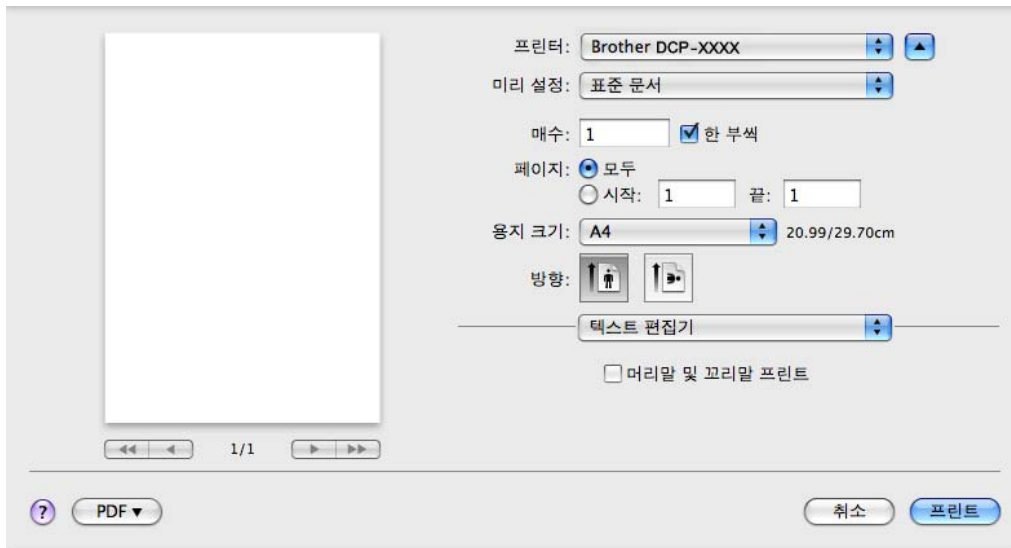 프린터: Brother DCP-XXXX
미리 설정: 표준 문서
매수: 1 한 부씩
페이지: 모두
시작: 1 끝: 1
용지 크기: A4 20.99/29.70cm
방향:
텍스트 편집기
머리말 및 꼬리말 프린트
1/1
? PDF 취소 프린트